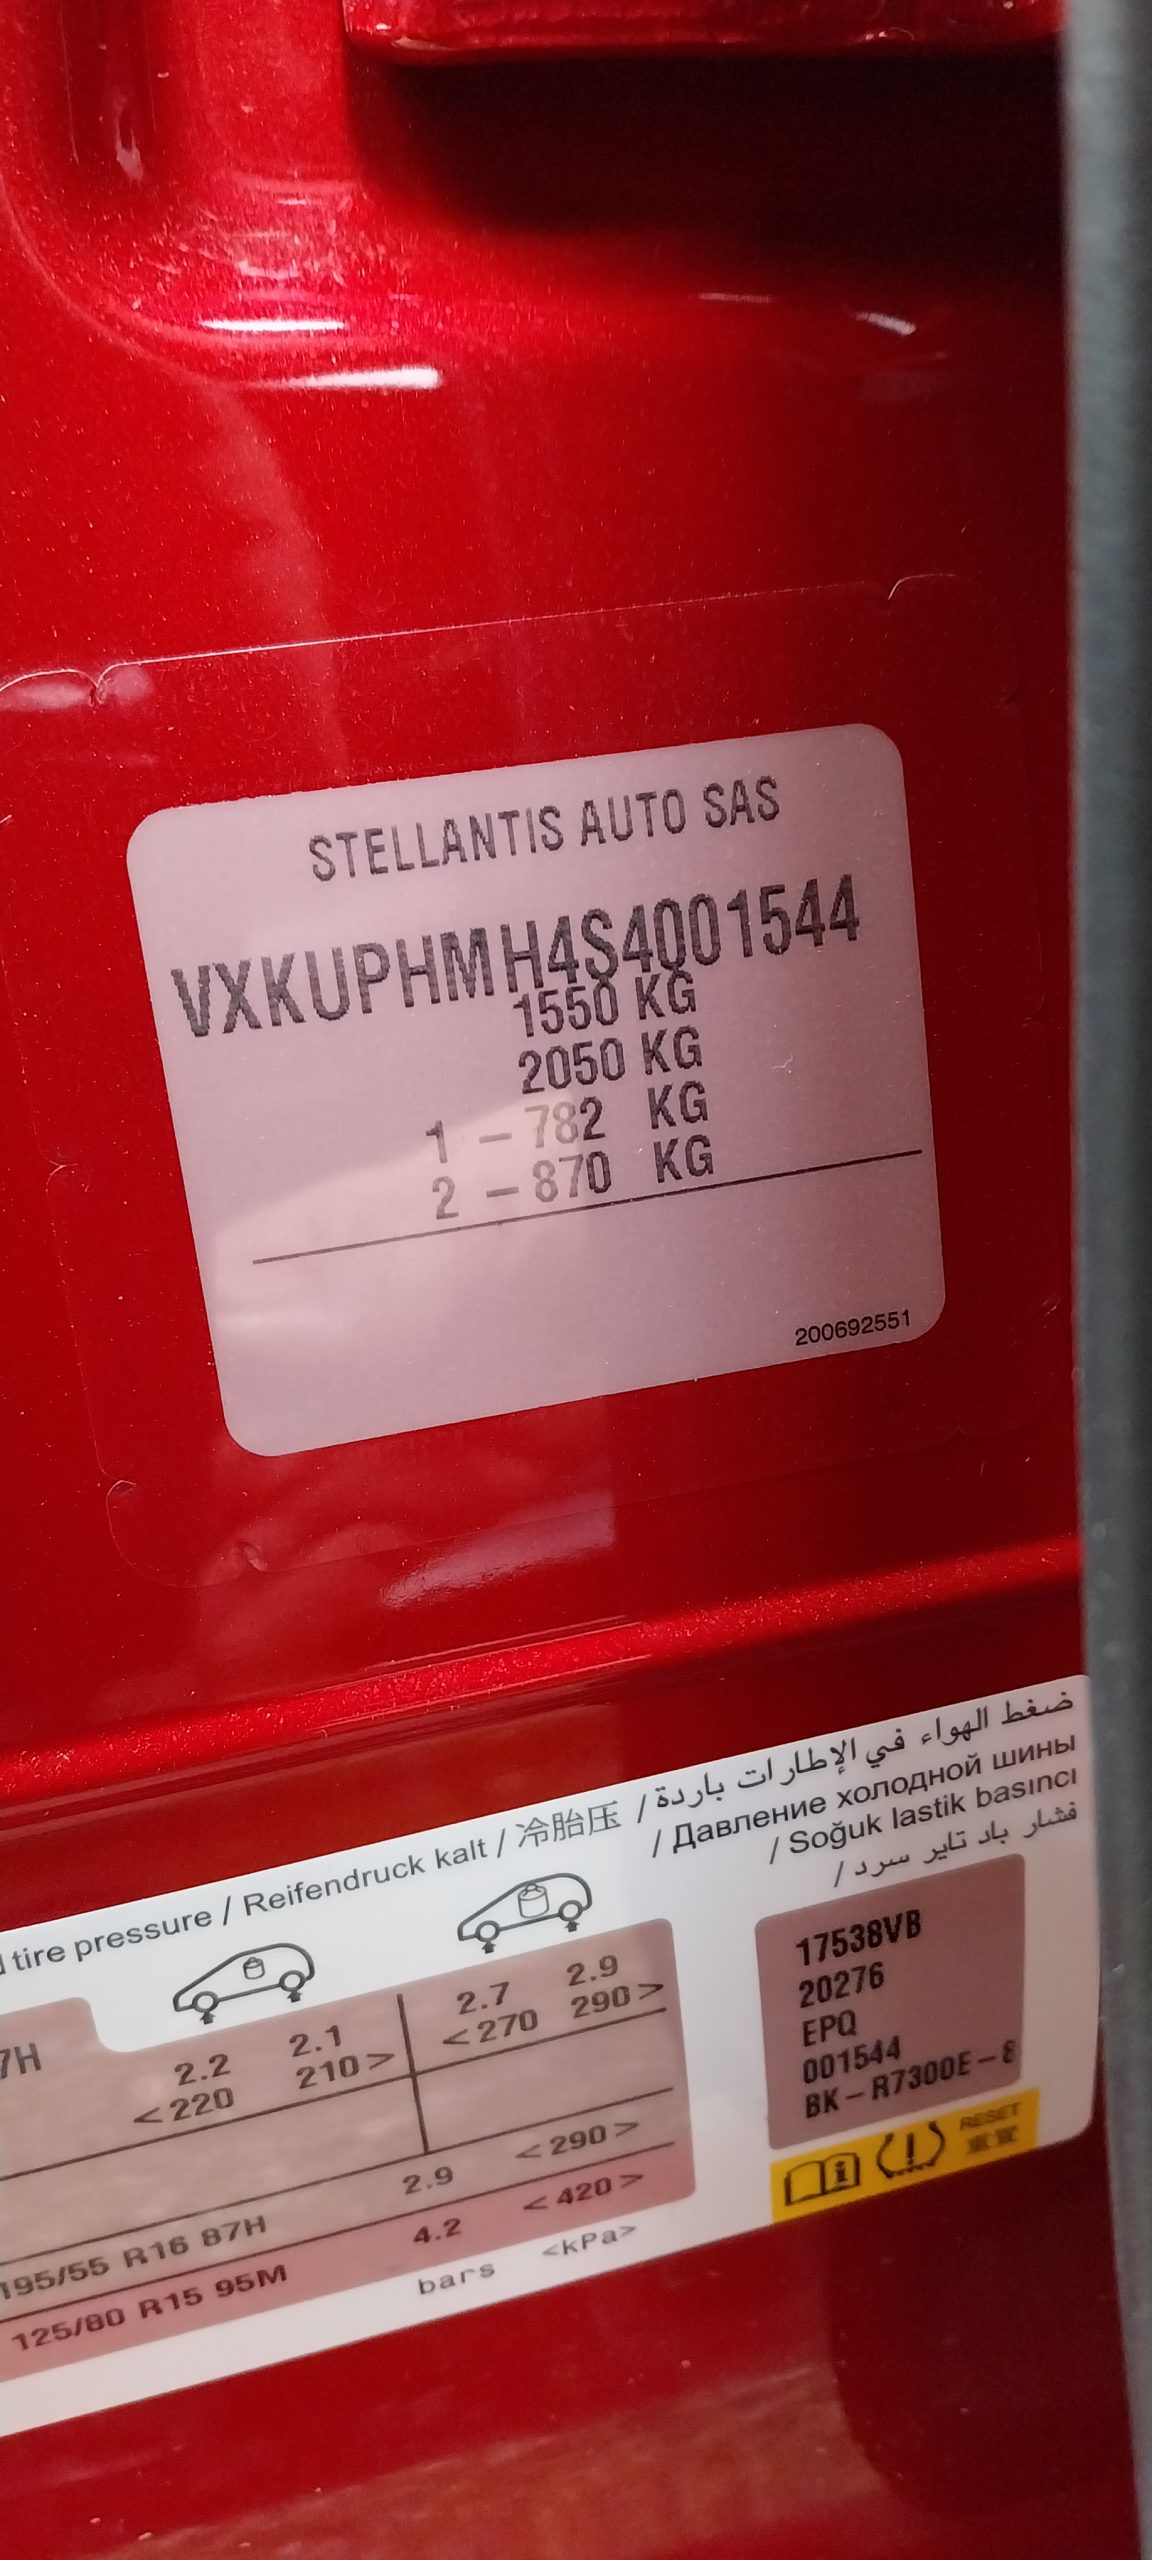 STELLANTIS AUTO SAS
VXKUPHMH4S4001544
1550 KG
2050 KG
1 - 782 KG
2 - 870 KG
200692551
ضغط الهواء في الإطارات باردة /
tire pressure / Reifendruck kalt / 冷胎压 / Давление холодной шины
/ Soğuk lastik basıncı
/ فشار باد تایر سرد
7H
2.2 2.1
<220 210>
2.7 2.9
<270 290>
195/55 R16 87H 2.9 <290>
125/80 R15 95M 4.2 <420>
bars <kPa>
17538VB
20276
EPQ
001544
BK-R7300E-8
RESET
重置